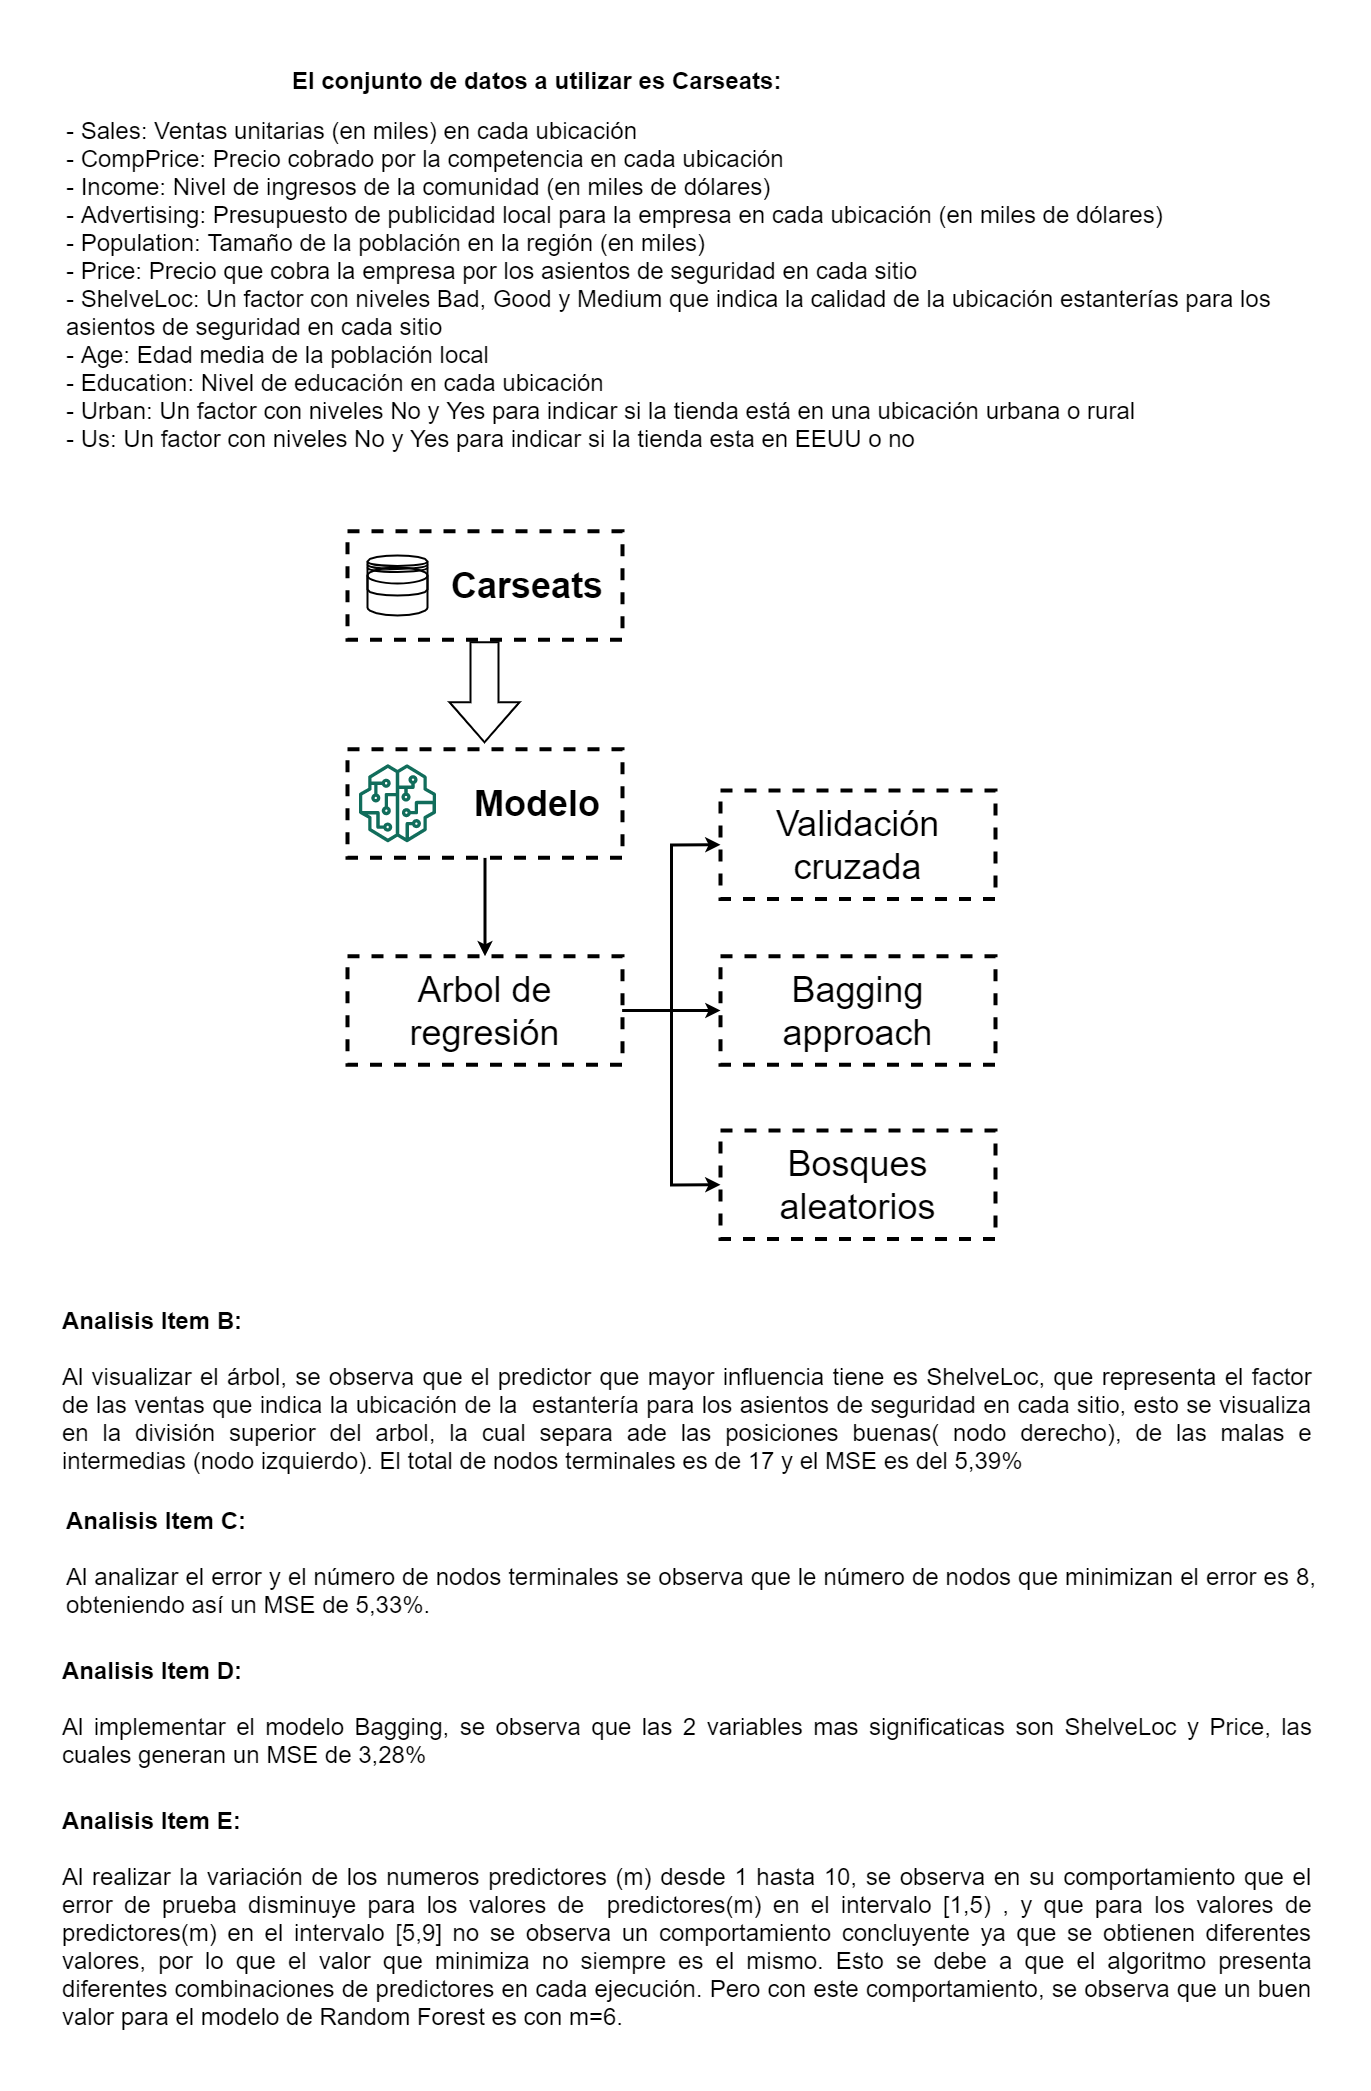 El conjunto de datos a utilizar es Carseats:
- Sales: Ventas unitarias (en miles) en cada ubicación
- CompPrice: Precio cobrado por la competencia en cada ubicación
- Income: Nivel de ingresos de la comunidad (en miles de dólares)
- Advertising: Presupuesto de publicidad local para la empresa en cada ubicación (en miles de dólares)
- Population: Tamaño de la población en la región (en miles)
- Price: Precio que cobra la empresa por los asientos de seguridad en cada sitio
- ShelveLoc: Un factor con niveles Bad, Good y Medium que indica la calidad de la ubicación estanterías para los
asientos de seguridad en cada sitio
- Age: Edad media de la población local
- Education: Nivel de educación en cada ubicación
- Urban: Un factor con niveles No y Yes para indicar si la tienda está en una ubicación urbana o rural
- Us: Un factor con niveles No y Yes para indicar si la tienda esta en EEUU o no
Carseats
Modelo
Validación
cruzada
Arbol de
regresión
Bagging
approach
Bosques
aleatorios
Analisis Item B:
Al visualizar el árbol, se observa que el predictor que mayor influencia tiene es ShelveLoc, que representa el factor
de las ventas que indica la ubicación de la  estantería para los asientos de seguridad en cada sitio, esto se visualiza
en la división superior del arbol, la cual separa ade las posiciones buenas( nodo derecho), de las malas e
intermedias (nodo izquierdo). El total de nodos terminales es de 17 y el MSE es del 5,39%
Analisis Item C:
Al analizar el error y el número de nodos terminales se observa que le número de nodos que minimizan el error es 8,
obteniendo así un MSE de 5,33%.
Analisis Item D:
Al implementar el modelo Bagging, se observa que las 2 variables mas significaticas son ShelveLoc y Price, las
cuales generan un MSE de 3,28%
Analisis Item E:
Al realizar la variación de los numeros predictores (m) desde 1 hasta 10, se observa en su comportamiento que el
error de prueba disminuye para los valores de  predictores(m) en el intervalo [1,5) , y que para los valores de
predictores(m) en el intervalo [5,9] no se observa un comportamiento concluyente ya que se obtienen diferentes
valores, por lo que el valor que minimiza no siempre es el mismo. Esto se debe a que el algoritmo presenta
diferentes combinaciones de predictores en cada ejecución. Pero con este comportamiento, se observa que un buen
valor para el modelo de Random Forest es con m=6.